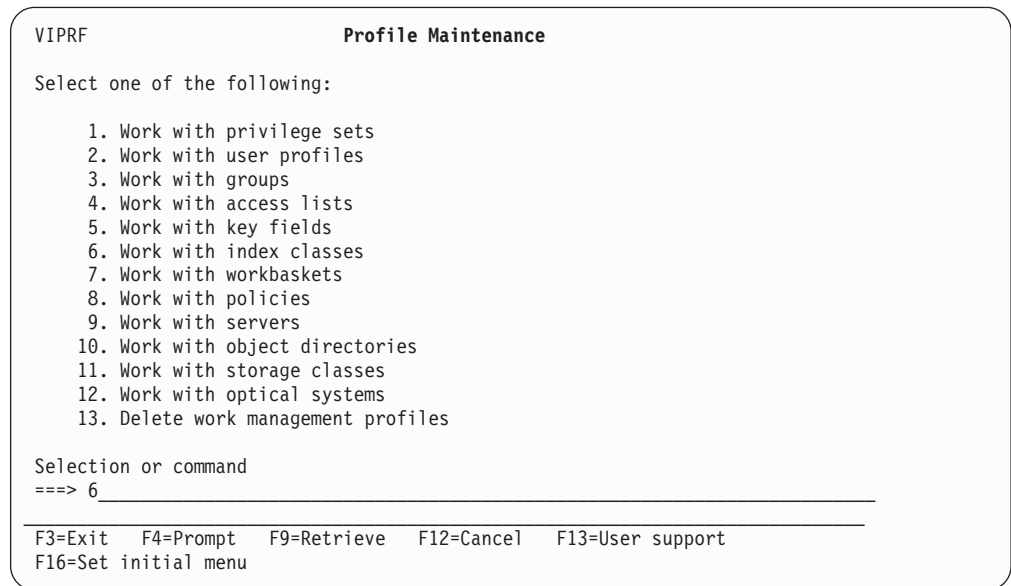 VIPRF Profile Maintenance
Select one of the following:
1. Work with privilege sets
2. Work with user profiles
3. Work with groups
4. Work with access lists
5. Work with key fields
6. Work with index classes
7. Work with workbaskets
8. Work with policies
9. Work with servers
10. Work with object directories
11. Work with storage classes
12. Work with optical systems
13. Delete work management profiles
Selection or command
===> 6
F3=Exit F4=Prompt F9=Retrieve F12=Cancel F13=User support
F16=Set initial menu